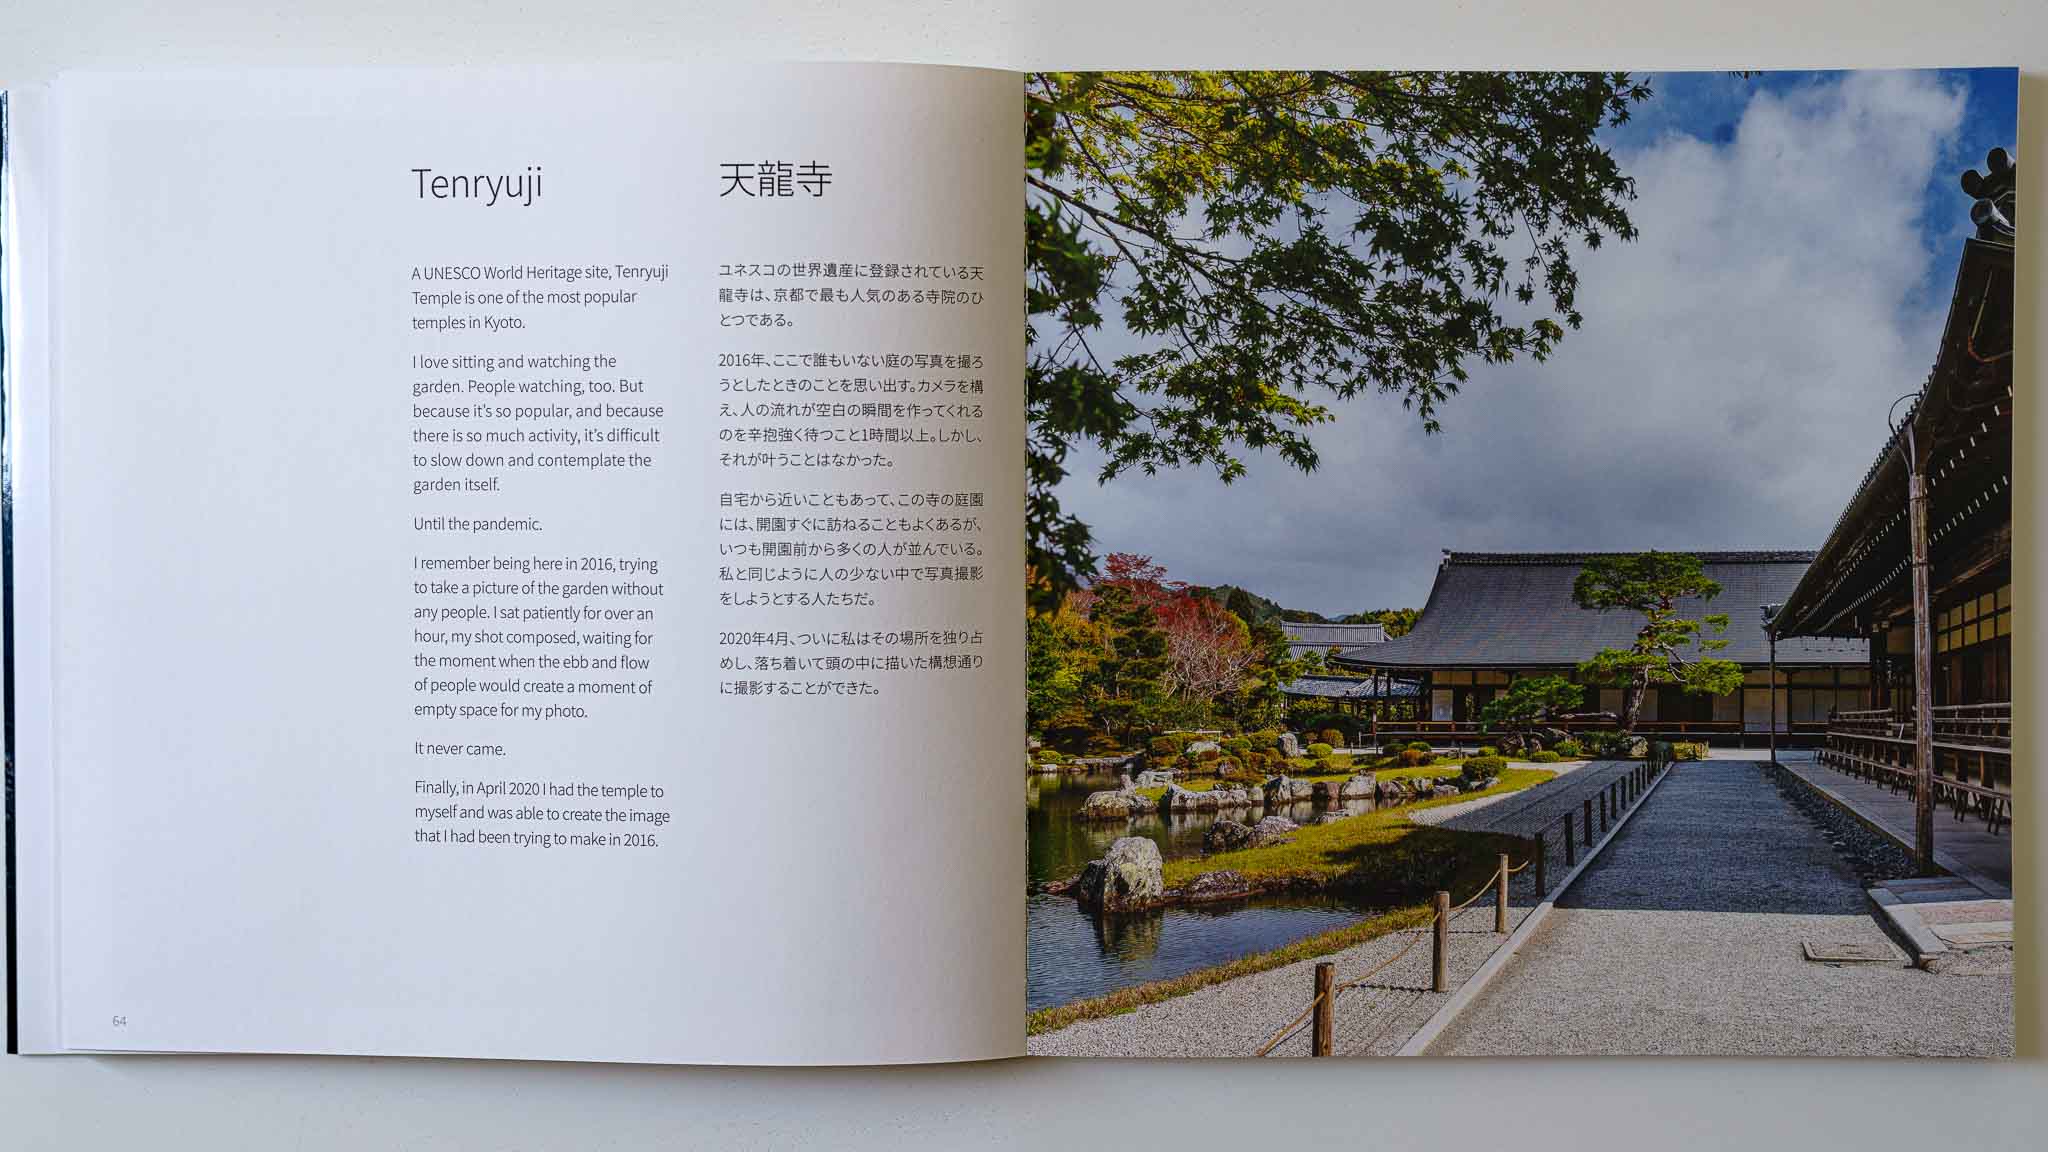 Tenryuji
A UNESCO World Heritage site, Tenryuji
Temple is one of the most popular
temples in Kyoto.
I love sitting and watching the
garden. People watching, too. But
because it's so popular, and because
there is so much activity, it's difficult
to slow down and contemplate the
garden itself.
Until the pandemic.
I remember being here in 2016, trying
to take a picture of the garden without
any people. I sat patiently for over an
hour, my shot composed, waiting for
the moment when the ebb and flow
of people would create a moment of
empty space for my photo.
It never came.
Finally, in April 2020 I had the temple to
myself and was able to create the image
that I had been trying to make in 2016.
天龍寺
ユネスコの世界遺産に登録されている天
龍寺は、京都で最も人気のある寺院のひ
とつである。
2016年、ここで誰もいない庭の写真を撮ろ
うとしたときのことを思い出す。カメラを構
え、人の流れが空白の瞬間を作ってくれる
のを辛抱強く待つこと1時間以上。しかし、
それが叶うことはなかった。
自宅から近いこともあって、この寺の庭園
には、開園すぐに訪ねることもよくあるが、
いつも開園前から多くの人が並んでいる。
私と同じように人の少ない中で写真撮影
をしようとする人たちだ。
2020年4月、ついに私はその場所を独り占
めし、落ち着いて頭の中に描いた構想通り
に撮影することができた。
64